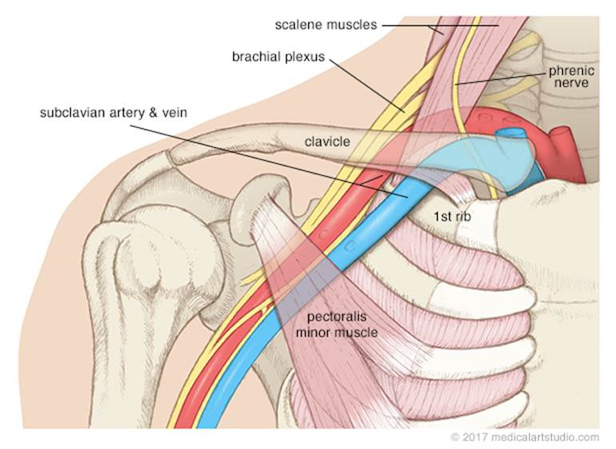 scalene muscles
brachial plexus
phrenic
nerve
subclavian artery & vein
clavicle
1st rib
pectoralis
minor muscle
© 2017 medicalartstudio.com